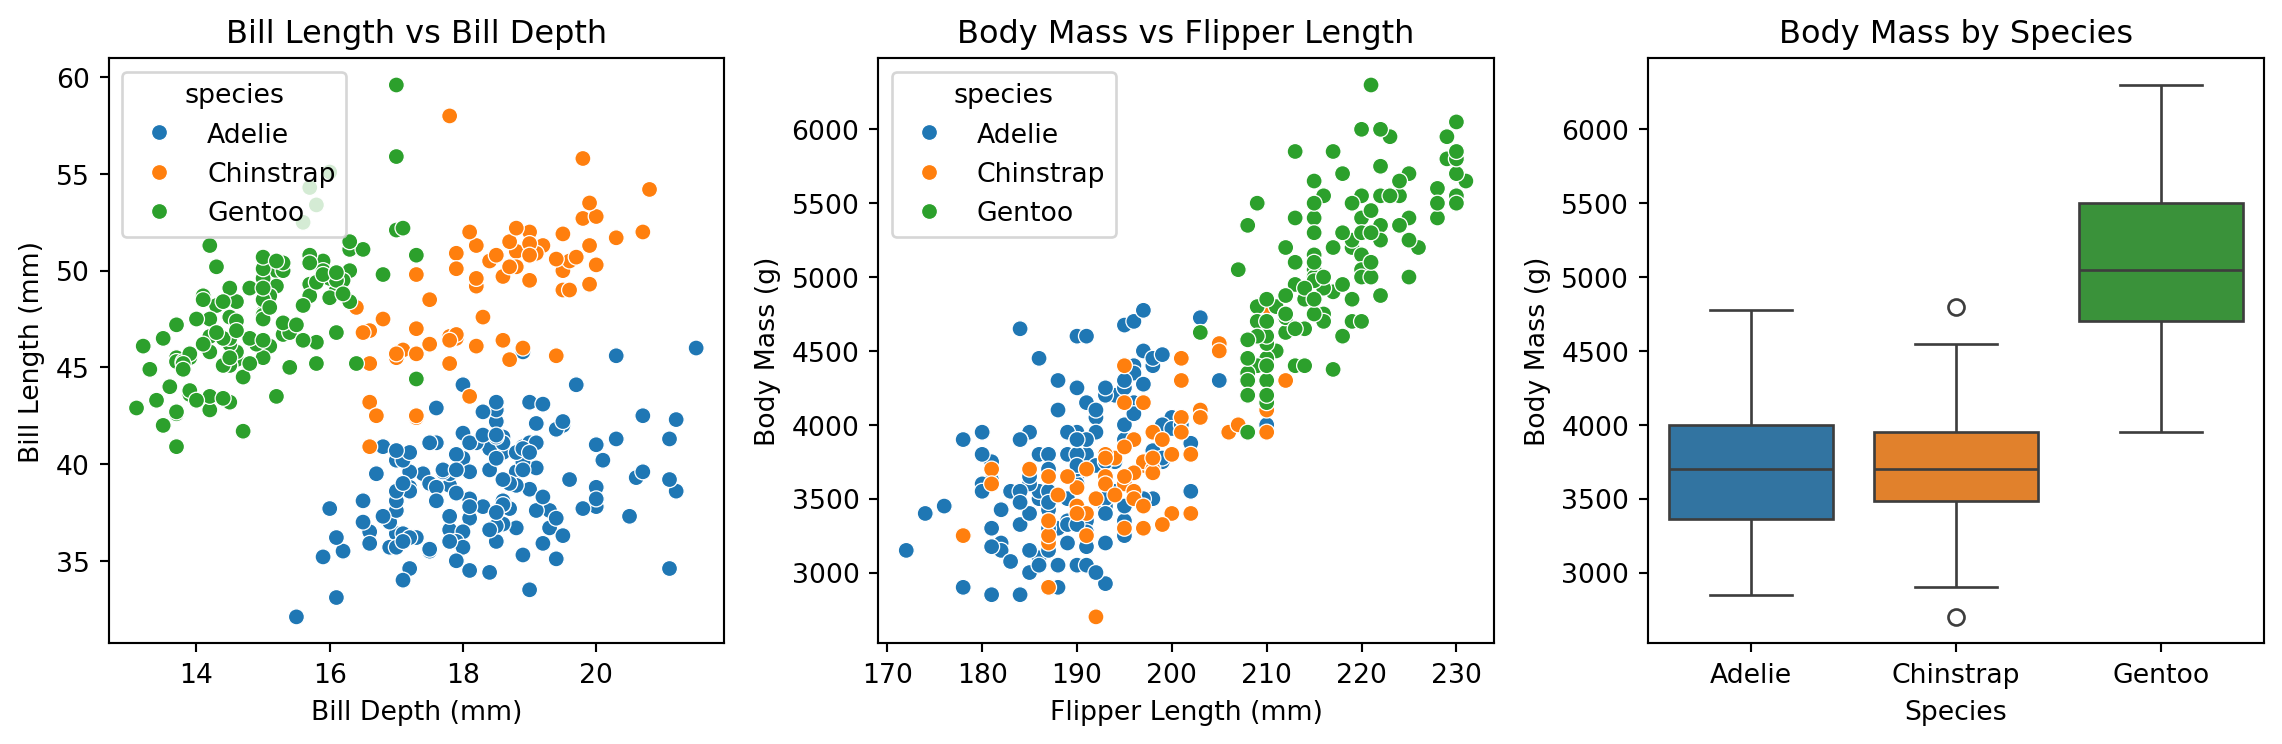 Bill Length vs Bill Depth
Bill Length (mm)
60
55
50
45
40
35
species
Adelie
Chinstrap
Gentoo
14
16
18
20
Bill Depth (mm)
Body Mass vs Flipper Length
Body Mass (g)
6000
5500
5000
4500
4000
3500
3000
species
Adelie
Chinstrap
Gentoo
170
180
190
200
210
220
230
Flipper Length (mm)
Body Mass by Species
Body Mass (g)
6000
5500
5000
4500
4000
3500
3000
Adelie
Chinstrap
Gentoo
Species